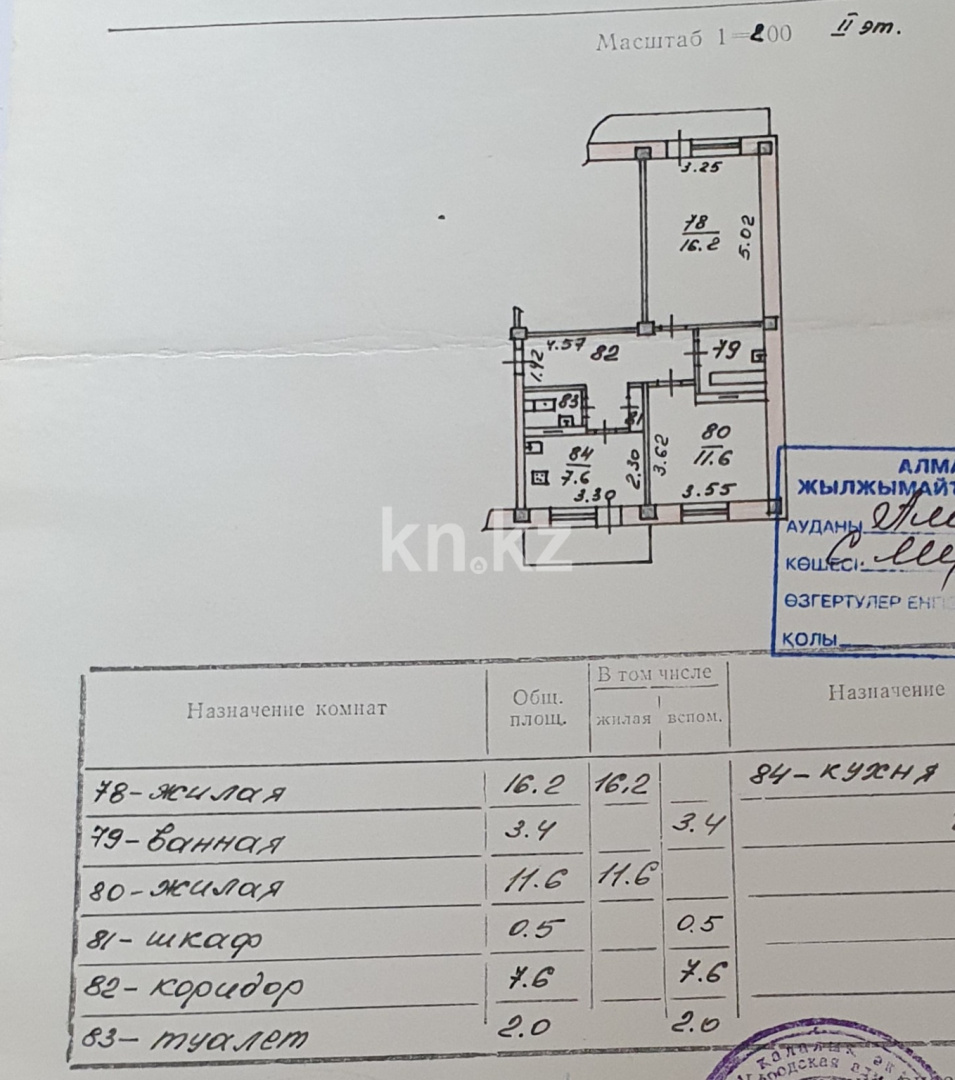 Масштаб 1=200 II эт.
3.25
78
16.2
5.02
4.57
82
79
1.92
83
81
80
11.6
84
7.6
2.30
3.62
3.30
3.55
kn.kz
АЛМА
ЖЫЛЖЫМАЙТ
АУДАНЫ
КӨШЕСІ
ӨЗГЕРТУЛЕР ЕНГІЗ
ҚОЛЫ
Назначение комнат Общ. площ. В том числе Назначение
жилая вспом.
78-жилая 16.2 16,2 84-кухня
79-ванная 3.4 3.4
80-жилая 11.6 11.6
81-шкаф 0.5 0.5
82-коридор 7.6 7.6
83-туалет 2.0 2.0